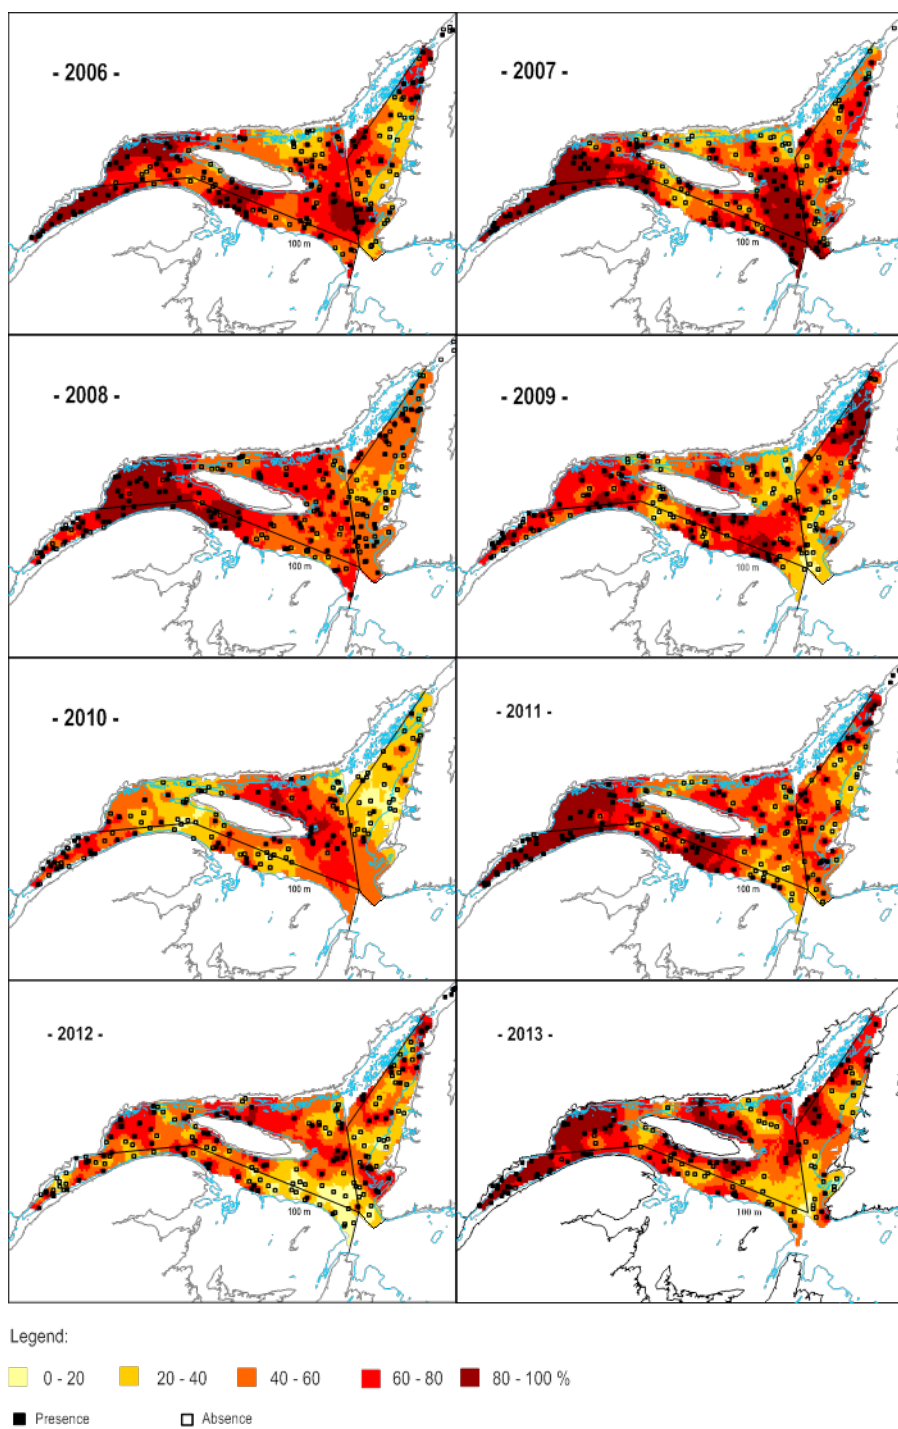 - 2006 -
- 2007 -
100 m
100 m
- 2008 -
- 2009 -
100 m
100 m
- 2010 -
- 2011 -
100 m
100 m
- 2012 -
- 2013 -
100 m
100 m
Legend:
0 - 20 20 - 40 40 - 60 60 - 80 80 - 100 %
Presence Absence